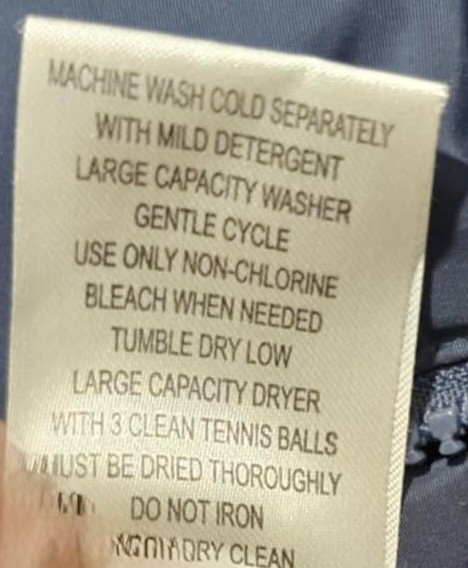 MACHINE WASH COLD SEPARATELY
WITH MILD DETERGENT
LARGE CAPACITY WASHER
GENTLE CYCLE
USE ONLY NON-CHLORINE
BLEACH WHEN NEEDED
TUMBLE DRY LOW
LARGE CAPACITY DRYER
WITH 3 CLEAN TENNIS BALLS
MUST BE DRIED THOROUGHLY
DO NOT IRON
DRY CLEAN